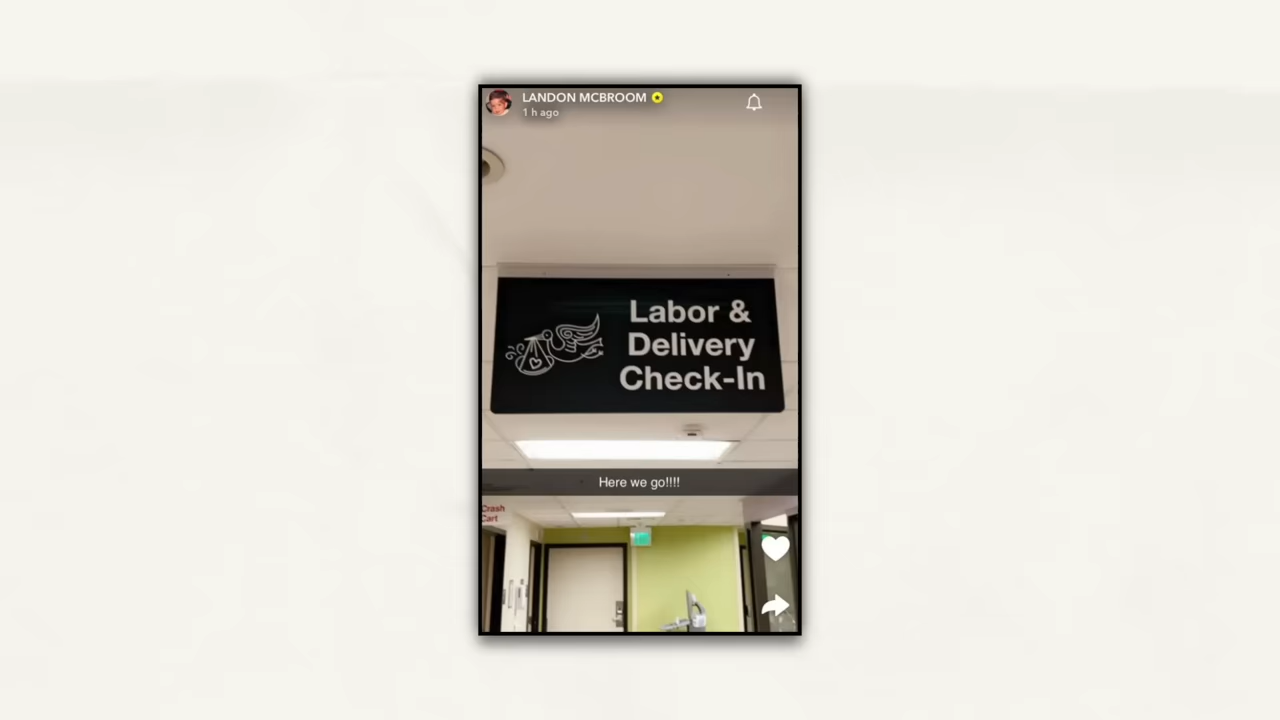 LANDON MCBROOM
1 h ago
Labor &
Delivery
Check-In
Here we go!!!!
Crash
Cart